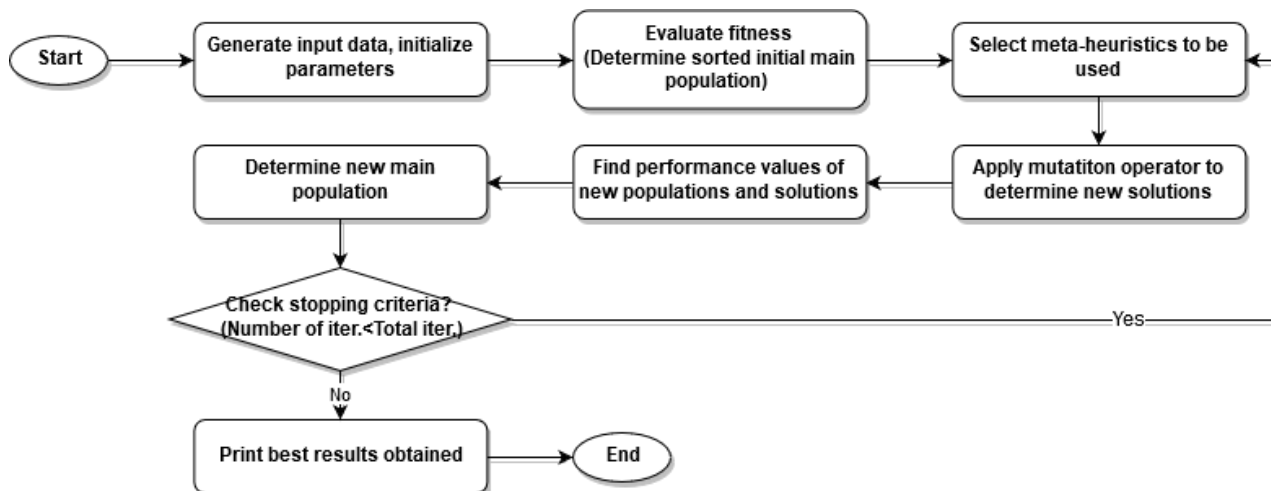 Start
Generate input data, initialize
parameters
Evaluate fitness
(Determine sorted initial main
population)
Select meta-heuristics to be
used
Apply mutatiton operator to
determine new solutions
Find performance values of
new populations and solutions
Determine new main
population
Check stopping criteria?
(Number of iter.<Total iter.)
Yes
No
Print best results obtained
End